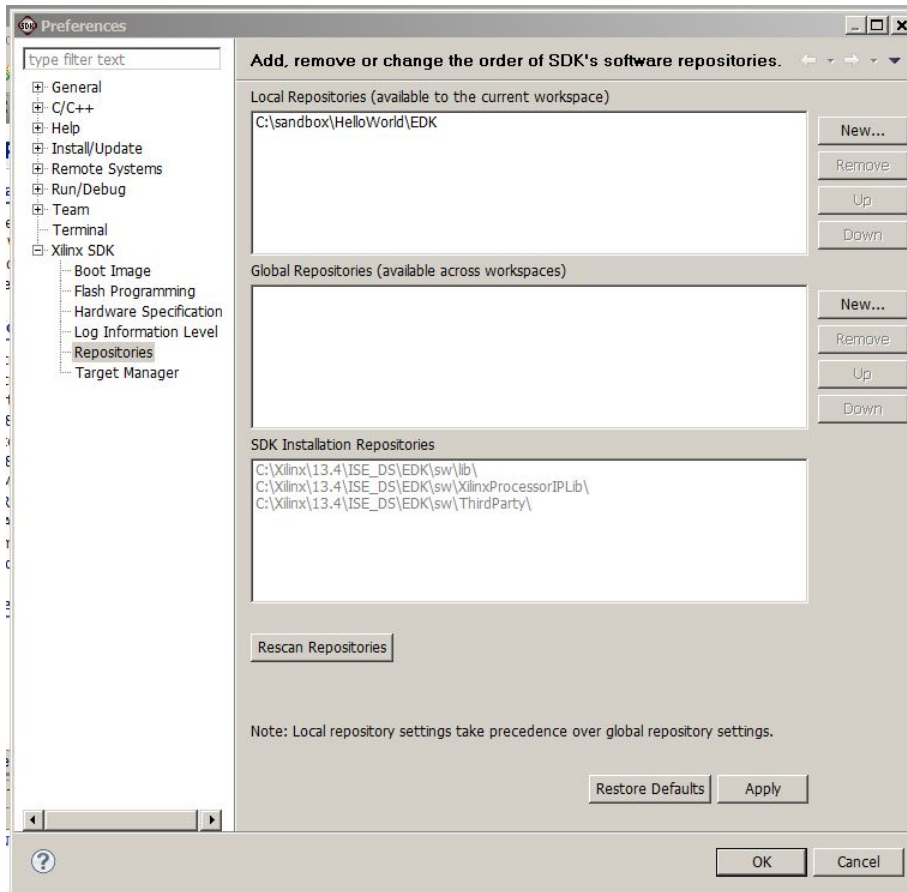 SDK Preferences
type filter text
General
C/C++
Help
Install/Update
Remote Systems
Run/Debug
Team
Terminal
Xilinx SDK
Boot Image
Flash Programming
Hardware Specification
Log Information Level
Repositories
Target Manager
Add, remove or change the order of SDK's software repositories.
Local Repositories (available to the current workspace)
C:\sandbox\HelloWorld\EDK
New...
Remove
Up
Down
Global Repositories (available across workspaces)
New...
Remove
Up
Down
SDK Installation Repositories
C:\Xilinx\13.4\ISE_DS\EDK\sw\lib\
C:\Xilinx\13.4\ISE_DS\EDK\sw\XilinxProcessorIPLib\
C:\Xilinx\13.4\ISE_DS\EDK\sw\ThirdParty\
Rescan Repositories
Note: Local repository settings take precedence over global repository settings.
Restore Defaults
Apply
?
OK
Cancel